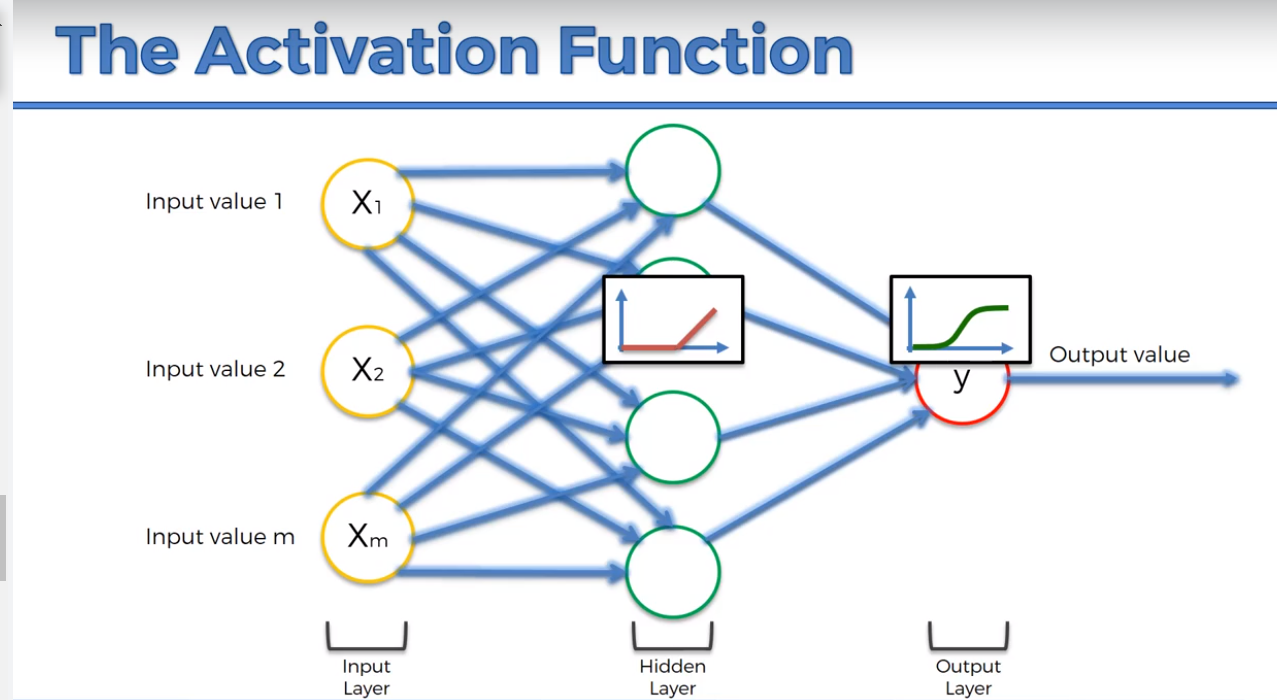 The Activation Function
Input value 1
X1
Input value 2
X2
Input value m
Xm
y
Output value
Input
Layer
Hidden
Layer
Output
Layer